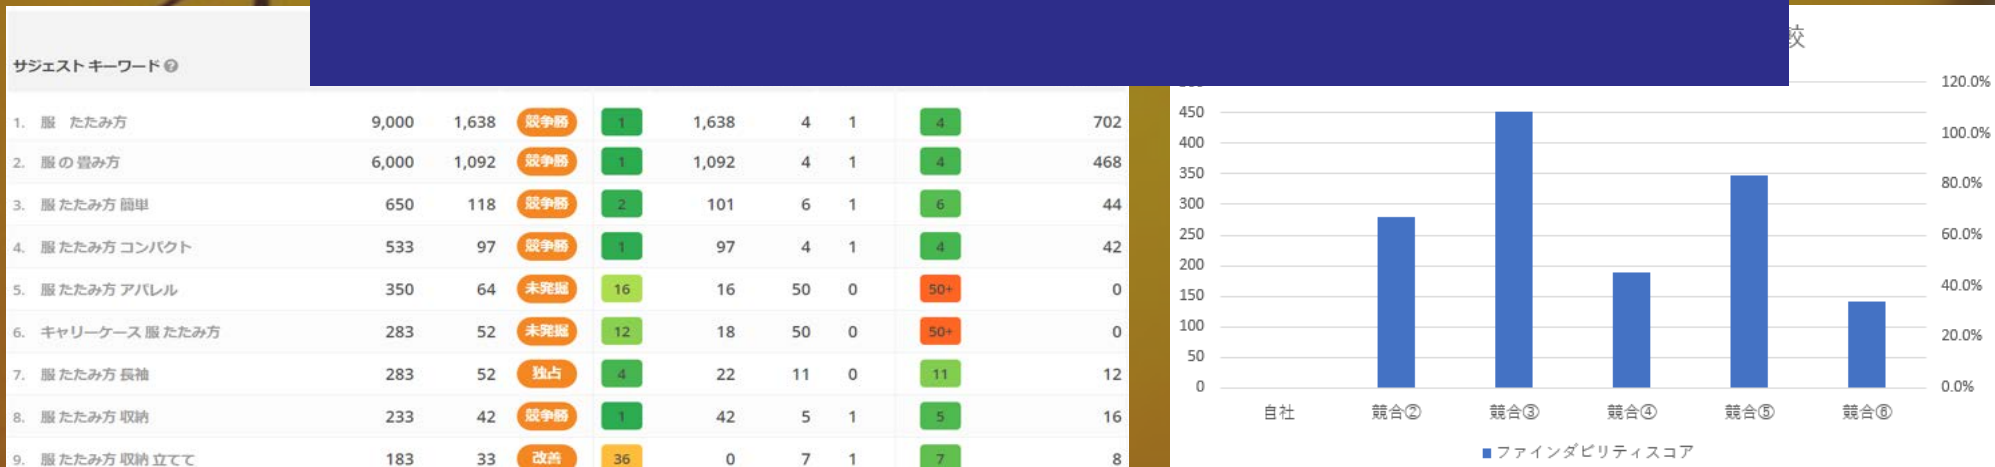 サジェスト キーワード
1. 服 たたみ方 9,000 1,638 競争勝 1 1,638 4 1 4 702
2. 服 の 畳み方 6,000 1,092 競争勝 1 1,092 4 1 4 468
3. 服 たたみ方 簡単 650 118 競争勝 2 101 6 1 6 44
4. 服 たたみ方 コンパクト 533 97 競争勝 1 97 4 1 4 42
5. 服 たたみ方 アパレル 350 64 未発掘 16 16 50 0 50+ 0
6. キャリーケース 服 たたみ方 283 52 未発掘 12 18 50 0 50+ 0
7. 服 たたみ方 長袖 283 52 独占 4 22 11 0 11 12
8. 服 たたみ方 収納 233 42 競争勝 1 42 5 1 5 16
9. 服 たたみ方 収納 立てて 183 33 改善 36 0 7 1 7 8
較
120.0%
450
100.0%
400
350
80.0%
300
250
60.0%
200
40.0%
150
100
20.0%
50
0
0.0%
自社 競合② 競合③ 競合④ 競合⑤ 競合⑥
ファインダビリティスコア